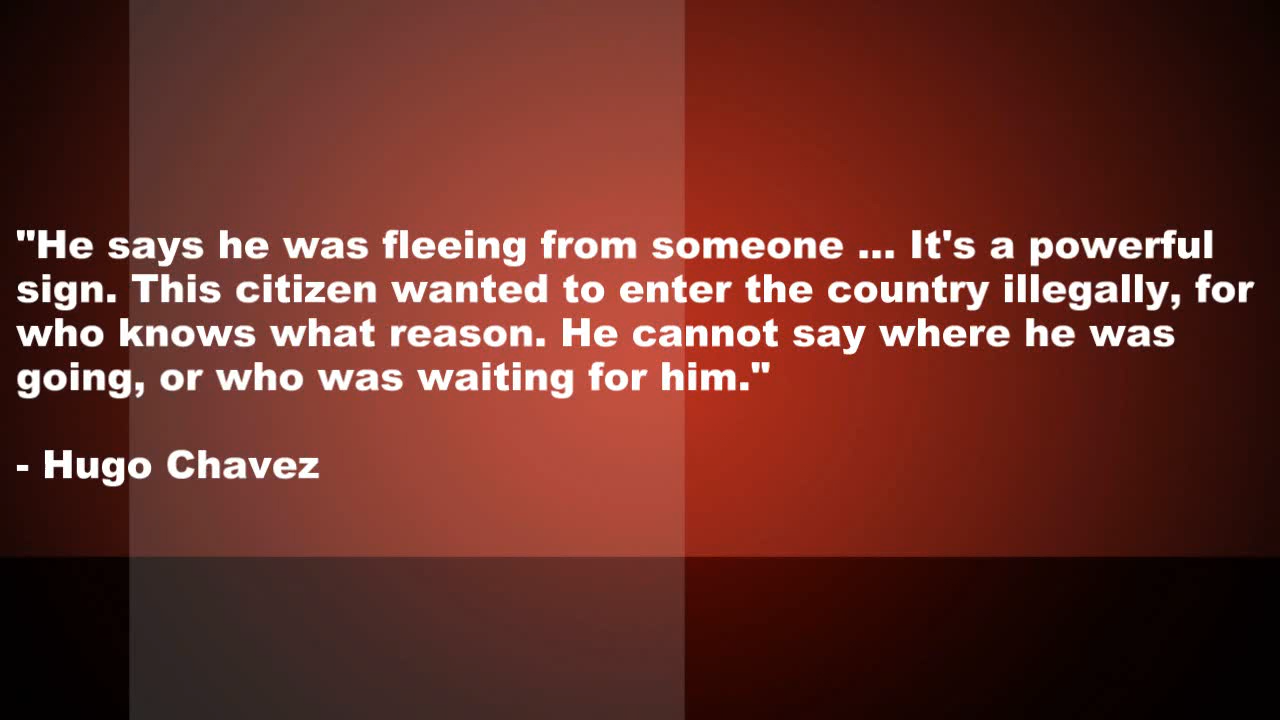 "He says he was fleeing from someone ... It's a powerful
sign. This citizen wanted to enter the country illegally, for
who knows what reason. He cannot say where he was
going, or who was waiting for him."
- Hugo Chavez